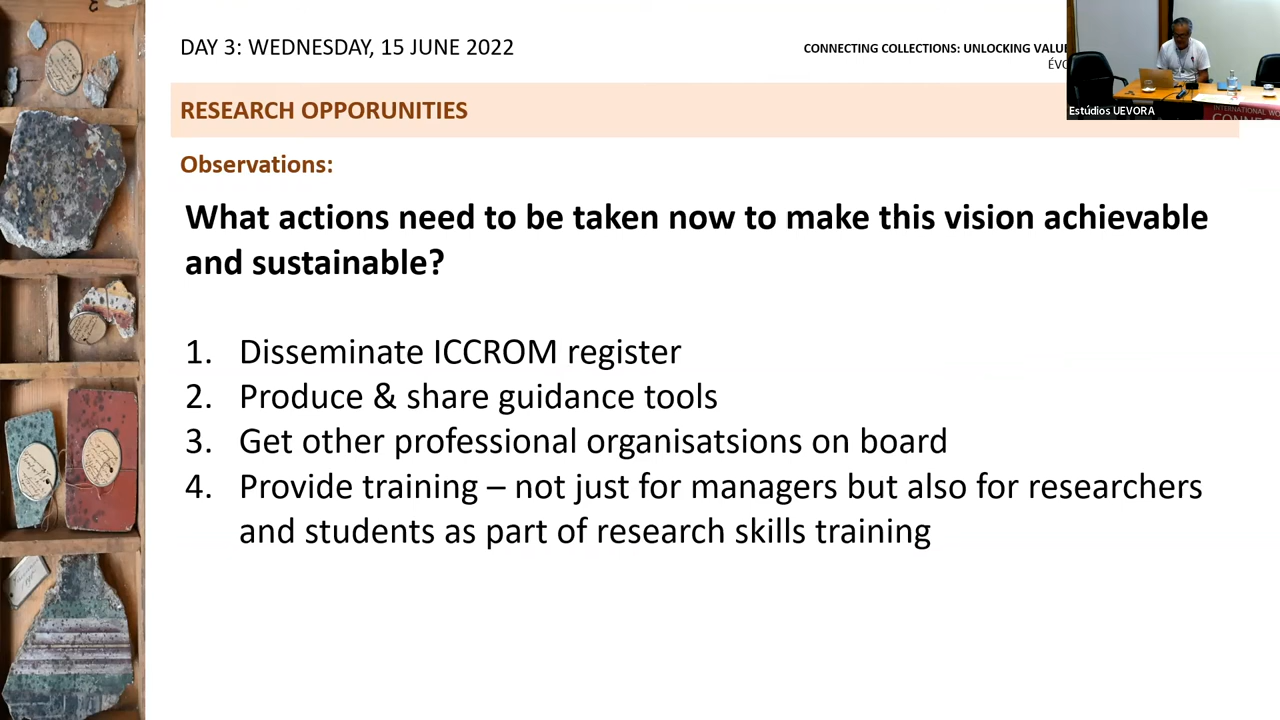 DAY 3: WEDNESDAY, 15 JUNE 2022
CONNECTING COLLECTIONS: UNLOCKING
RESEARCH OPPORUNITIES
Estúdios UEVORA
INTERNATIONAL
Observations:
What actions need to be taken now to make this vision achievable
and sustainable?
1. Disseminate ICCROM register
2. Produce & share guidance tools
3. Get other professional organisatsions on board
4. Provide training – not just for managers but also for researchers
and students as part of research skills training